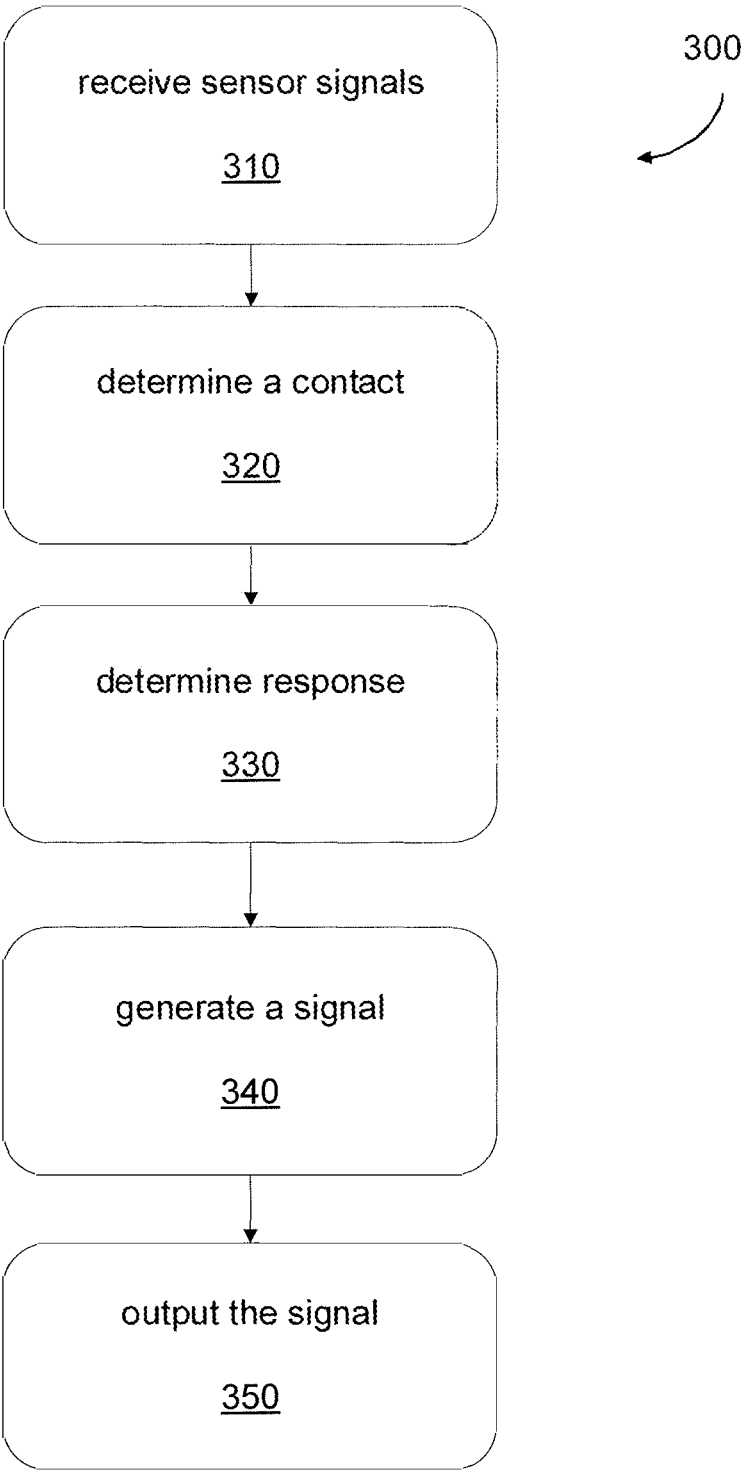 receive sensor signals
310
300
determine a contact
320
determine response
330
generate a signal
340
output the signal
350